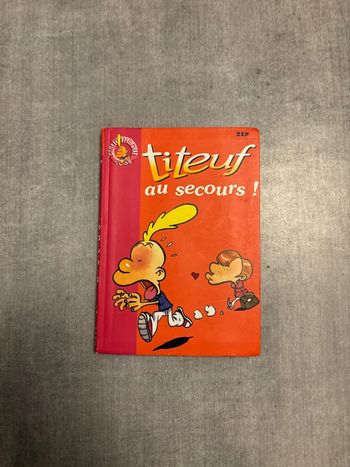 ZEP
titeuf
au secours !